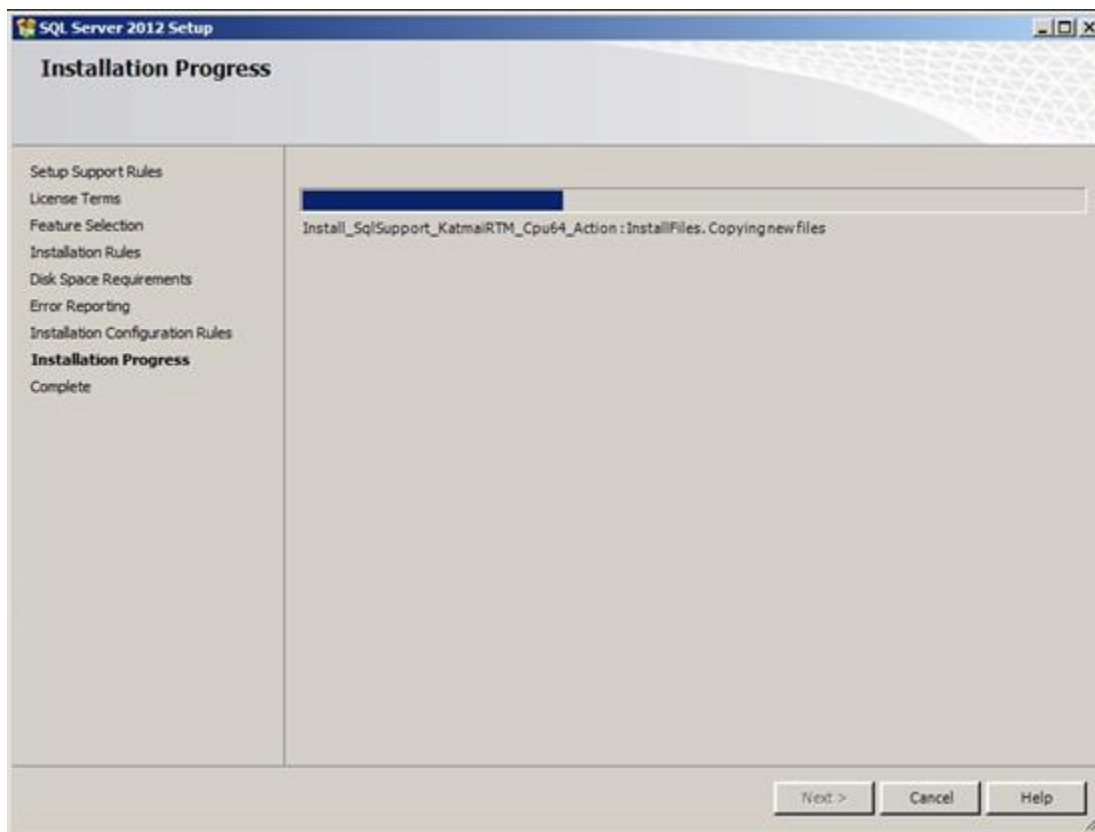 SQL Server 2012 Setup
Installation Progress
Setup Support Rules
License Terms
Feature Selection
Installation Rules
Disk Space Requirements
Error Reporting
Installation Configuration Rules
Installation Progress
Complete
Install_SqlSupport_KatmaiRTM_Cpu64_Action : InstallFiles. Copying new files
Next >
Cancel
Help